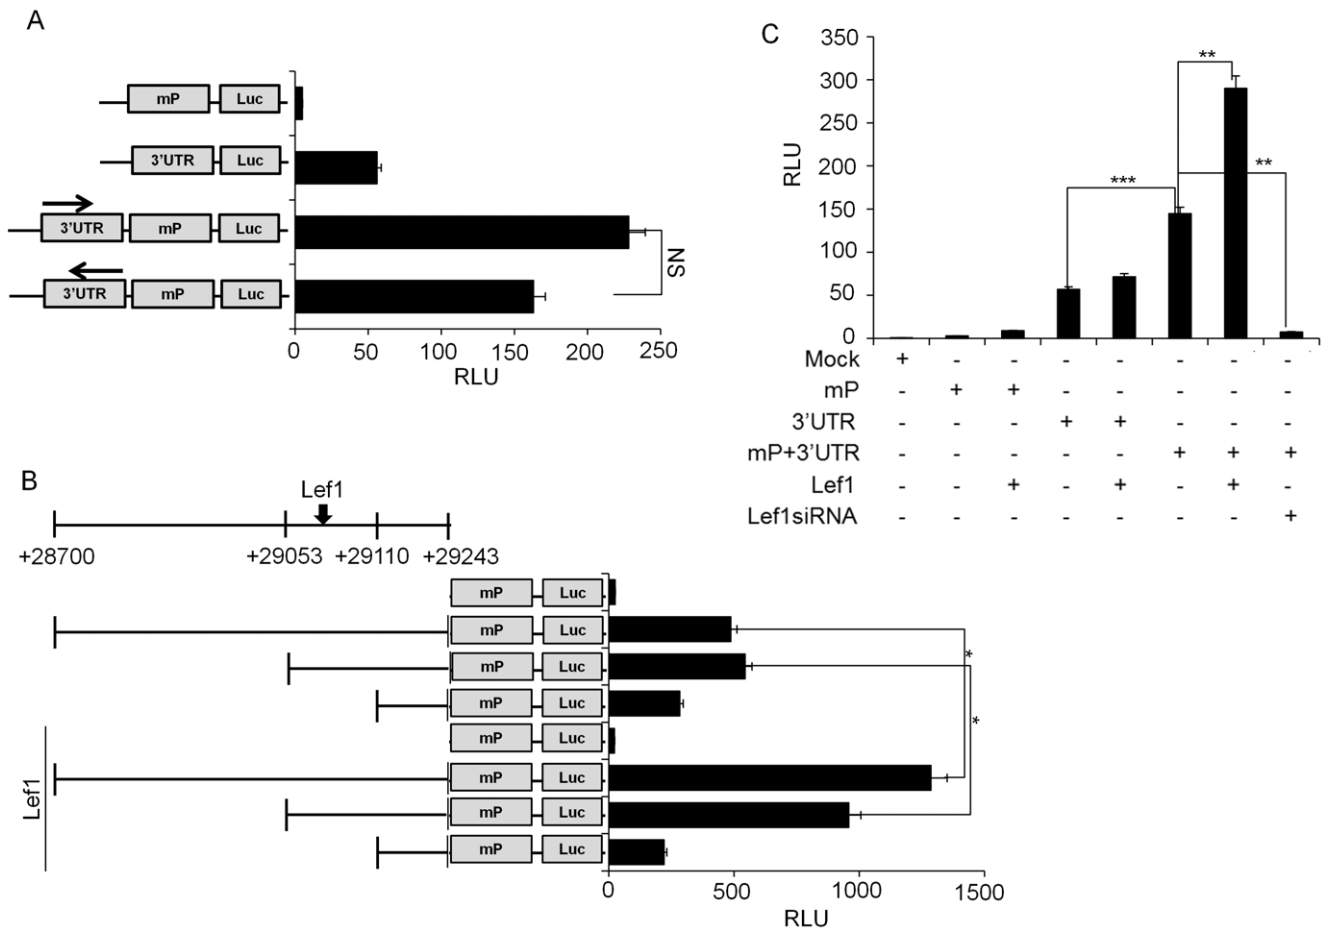 A
mP Luc
3'UTR Luc
3'UTR mP Luc
3'UTR mP Luc
NS
0 50 100 150 200 250
RLU
C
350
300
250
200
150
100
50
0
RLU
**
**
***
Mock + - - - - - - -
mP - + + - - - - -
3'UTR - - - + + - - -
mP+3'UTR - - - - - + + +
Lef1 - - + - + - + -
Lef1siRNA - - - - - - - +
B
Lef1
+28700 +29053 +29110 +29243
mP Luc
mP Luc
mP Luc
mP Luc
mP Luc
mP Luc
mP Luc
mP Luc
Lef1
*
*
0 500 1000 1500
RLU